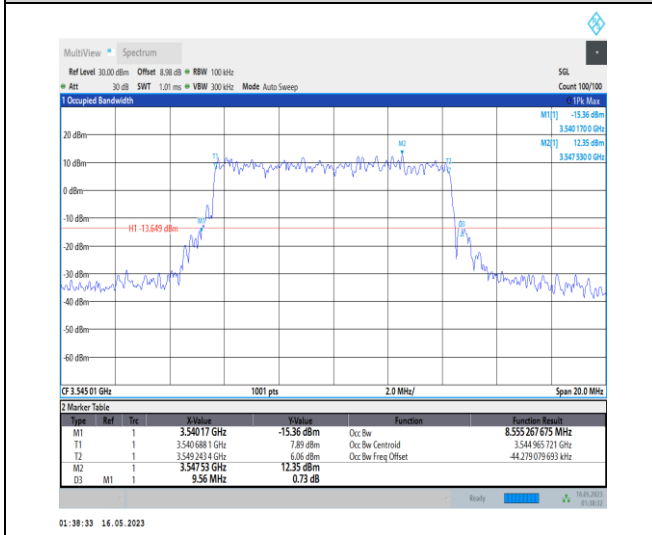 MultiView Spectrum
Ref Level 30.00 dBm Offset 8.98 dB RBW 100 kHz SGL
Att 30 dB SWT 1.01 ms VBW 300 kHz Mode Auto Sweep Count 100/100
1 Occupied Bandwidth 1Pk Max
M1[1] -15.36 dBm
3.540 170 0 GHz
M2[1] 12.35 dBm
3.547 530 0 GHz
20 dBm
M2
T1
T2
10 dBm
0 dBm
-10 dBm
M1
D3
H1 -13.649 dBm
-20 dBm
-30 dBm
-40 dBm
-50 dBm
-60 dBm
CF 3.545 01 GHz 1001 pts 2.0 MHz/ Span 20.0 MHz
2 Marker Table
Type Ref Trc X-Value Y-Value Function Function Result
M1 1 3.540 17 GHz -15.36 dBm Occ Bw 8.555 267 675 MHz
T1 1 3.540 688 1 GHz 7.89 dBm Occ Bw Centroid 3.544 965 721 GHz
T2 1 3.549 243 4 GHz 6.06 dBm Occ Bw Freq Offset -44.279 079 693 kHz
M2 1 3.547 53 GHz 12.35 dBm
D3 M1 1 9.56 MHz 0.73 dB
Ready 16.05.2023
01:38:32
01:38:33 16.05.2023